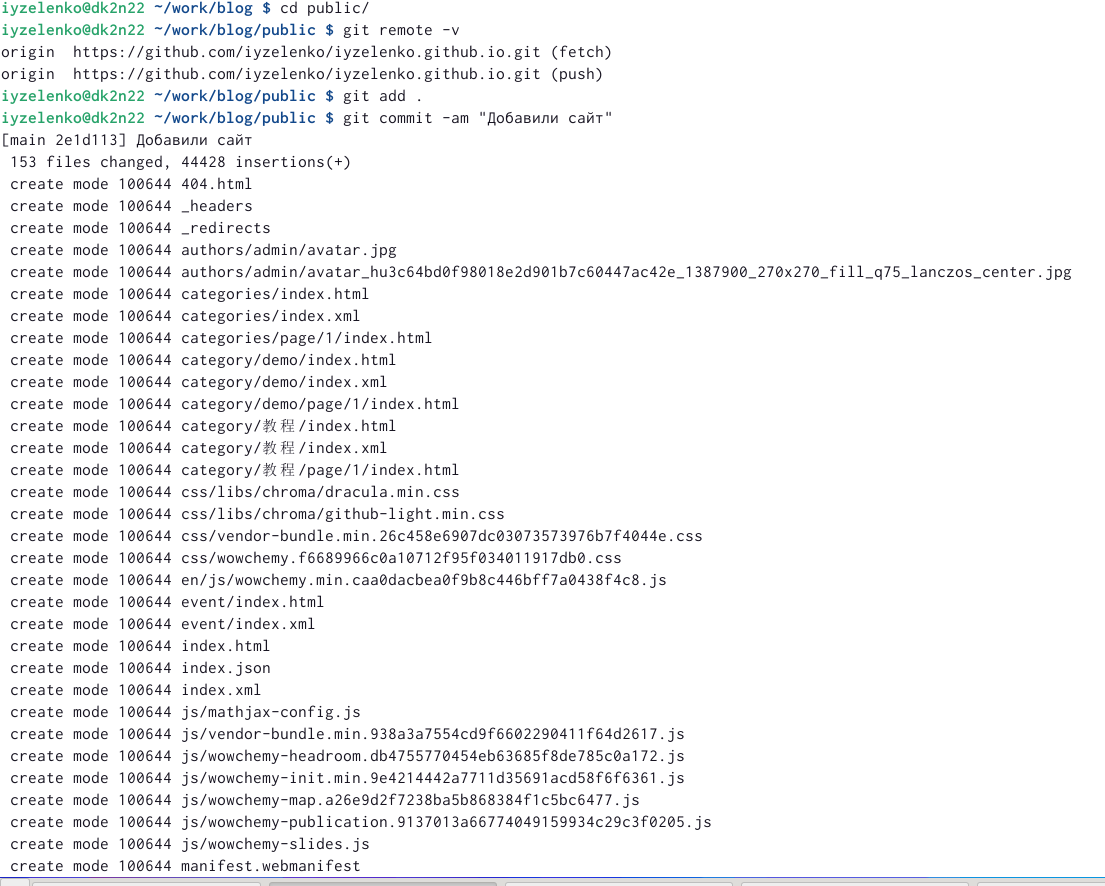 iyzelenko@dk2n22 ~/work/blog $ cd public/
iyzelenko@dk2n22 ~/work/blog/public $ git remote -v
origin  https://github.com/iyzelenko/iyzelenko.github.io.git (fetch)
origin  https://github.com/iyzelenko/iyzelenko.github.io.git (push)
iyzelenko@dk2n22 ~/work/blog/public $ git add .
iyzelenko@dk2n22 ~/work/blog/public $ git commit -am "Добавили сайт"
[main 2e1d113] Добавили сайт
 153 files changed, 44428 insertions(+)
 create mode 100644 404.html
 create mode 100644 _headers
 create mode 100644 _redirects
 create mode 100644 authors/admin/avatar.jpg
 create mode 100644 authors/admin/avatar_hu3c64bd0f98018e2d901b7c60447ac42e_1387900_270x270_fill_q75_lanczos_center.jpg
 create mode 100644 categories/index.html
 create mode 100644 categories/index.xml
 create mode 100644 categories/page/1/index.html
 create mode 100644 category/demo/index.html
 create mode 100644 category/demo/index.xml
 create mode 100644 category/demo/page/1/index.html
 create mode 100644 category/教程/index.html
 create mode 100644 category/教程/index.xml
 create mode 100644 category/教程/page/1/index.html
 create mode 100644 css/libs/chroma/dracula.min.css
 create mode 100644 css/libs/chroma/github-light.min.css
 create mode 100644 css/vendor-bundle.min.26c458e6907dc03073573976b7f4044e.css
 create mode 100644 css/wowchemy.f6689966c0a10712f95f034011917db0.css
 create mode 100644 en/js/wowchemy.min.caa0dacbea0f9b8c446bff7a0438f4c8.js
 create mode 100644 event/index.html
 create mode 100644 event/index.xml
 create mode 100644 index.html
 create mode 100644 index.json
 create mode 100644 index.xml
 create mode 100644 js/mathjax-config.js
 create mode 100644 js/vendor-bundle.min.938a3a7554cd9f6602290411f64d2617.js
 create mode 100644 js/wowchemy-headroom.db4755770454eb63685f8de785c0a172.js
 create mode 100644 js/wowchemy-init.min.9e4214442a7711d35691acd58f6f6361.js
 create mode 100644 js/wowchemy-map.a26e9d2f7238ba5b868384f1c5bc6477.js
 create mode 100644 js/wowchemy-publication.9137013a66774049159934c29c3f0205.js
 create mode 100644 js/wowchemy-slides.js
 create mode 100644 manifest.webmanifest